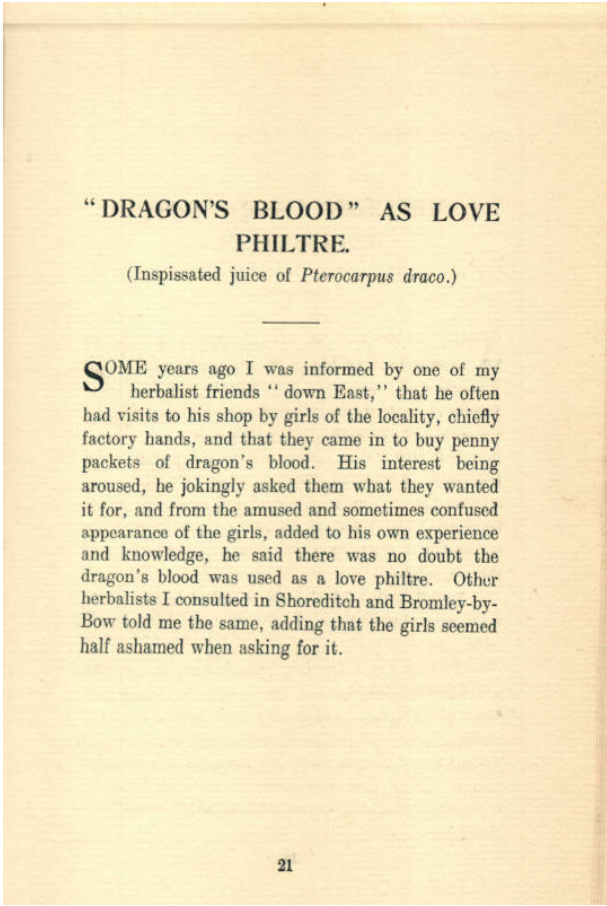 “DRAGON'S BLOOD” AS LOVE
PHILTRE.
(Inspissated juice of Pterocarpus draco.)
SOME years ago I was informed by one of my
herbalist friends “down East,” that he often
had visits to his shop by girls of the locality, chiefly
factory hands, and that they came in to buy penny
packets of dragon's blood. His interest being
aroused, he jokingly asked them what they wanted
it for, and from the amused and sometimes confused
appearance of the girls, added to his own experience
and knowledge, he said there was no doubt the
dragon's blood was used as a love philtre. Other
herbalists I consulted in Shoreditch and Bromley-by-
Bow told me the same, adding that the girls seemed
half ashamed when asking for it.
21